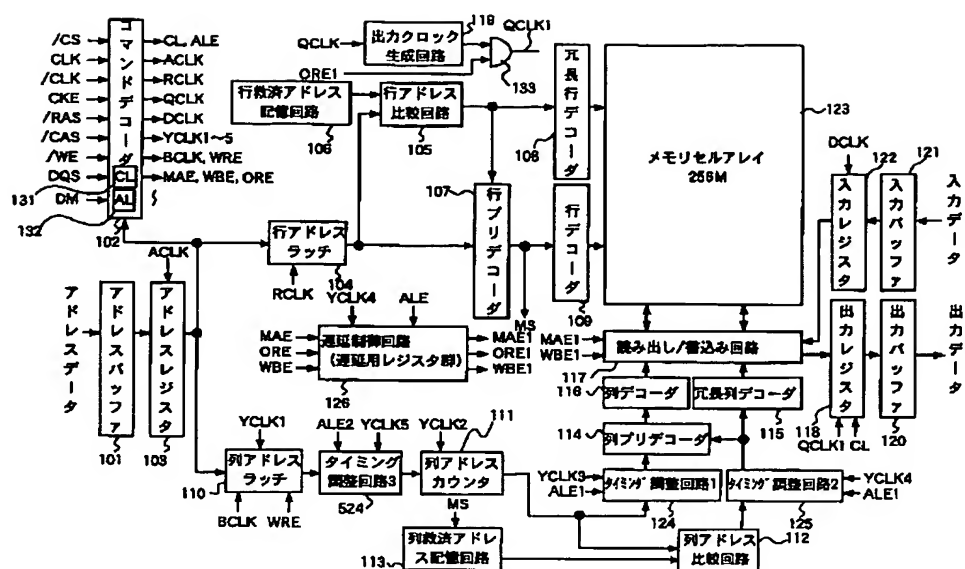 /CS
CLK
/CLK
CKE
/RAS
/CAS
/WE
DQS
DM
コマンドデコーダ
CL
AL
131
132
102
CL, ALE
ACLK
RCLK
QCLK
DCLK
YCLK1~5
BCLK, WRE
MAE, WBE, ORE
QCLK
出力クロック
生成回路
119
QCLK1
ORE1
133
行救済アドレス
記憶回路
106
行アドレス
比較回路
105
冗長行デコーダ
108
107
行プリデコーダ
行デコーダ
109
MS
メモリセルアレイ
256M
123
DCLK
122
121
入力レジスタ
入力バッファ
入力データ
行アドレス
ラッチ
104
RCLK
YCLK4
ALE
MAE
ORE
WBE
遅延制御回路
(遅延用レジスタ群)
MAE1
ORE1
WBE1
126
ACLK
アドレスデータ
アドレスバッファ
101
アドレスレジスタ
103
MAE1
WBE1
読み出し/書込み回路
117
116
列デコーダ
冗長列デコーダ
115
114
列プリデコーダ
出力レジスタ
118
QCLK1
CL
出力バッファ
120
出力データ
YCLK1
列アドレス
ラッチ
110
BCLK
WRE
ALE2
YCLK5
タイミング
調整回路3
524
YCLK2
111
列アドレス
カウンタ
YCLK3
ALE1
タイミング調整回路1
124
タイミング調整回路2
125
YCLK4
ALE1
MS
列救済アドレ
ス記憶回路
113
列アドレス
比較回路
112